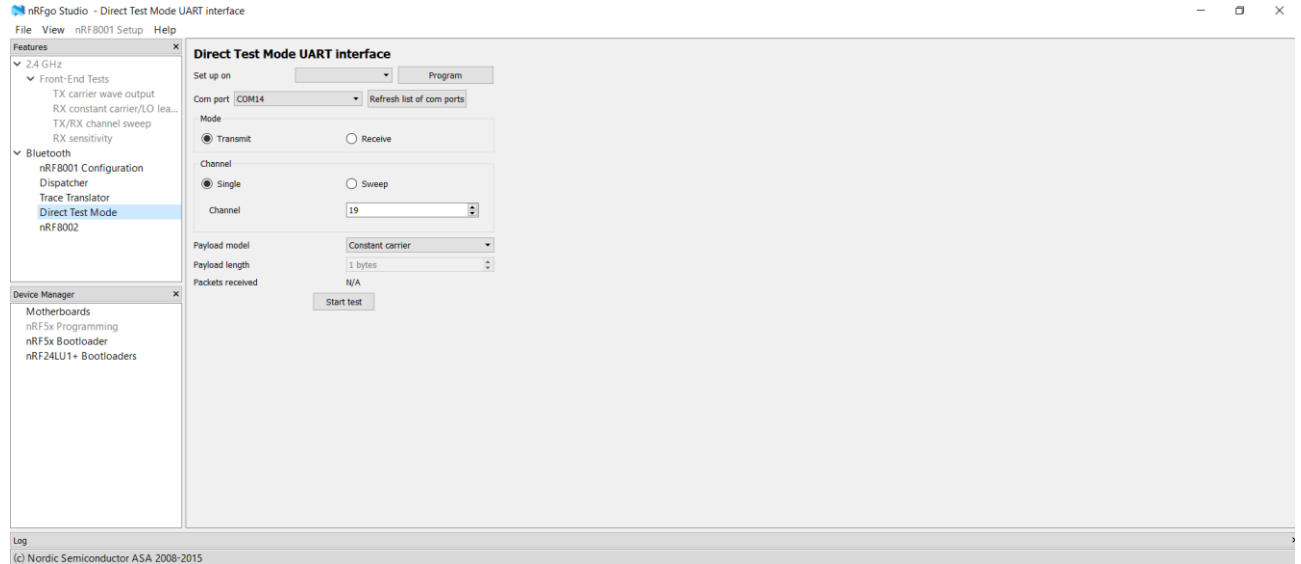 nRFgo Studio - Direct Test Mode UART interface
File View nRF8001 Setup Help
Features
2.4 GHz
Front-End Tests
TX carrier wave output
RX constant carrier/LO lea...
TX/RX channel sweep
RX sensitivity
Bluetooth
nRF8001 Configuration
Dispatcher
Trace Translator
Direct Test Mode
nRF8002
Device Manager
Motherboards
nRF5x Programming
nRF5x Bootloader
nRF24LU1+ Bootloaders
Direct Test Mode UART interface
Set up on Program
Com port COM14 Refresh list of com ports
Mode
Transmit Receive
Channel
Single Sweep
Channel 19
Payload model Constant carrier
Payload length 1 bytes
Packets received N/A
Start test
Log
(c) Nordic Semiconductor ASA 2008-2015